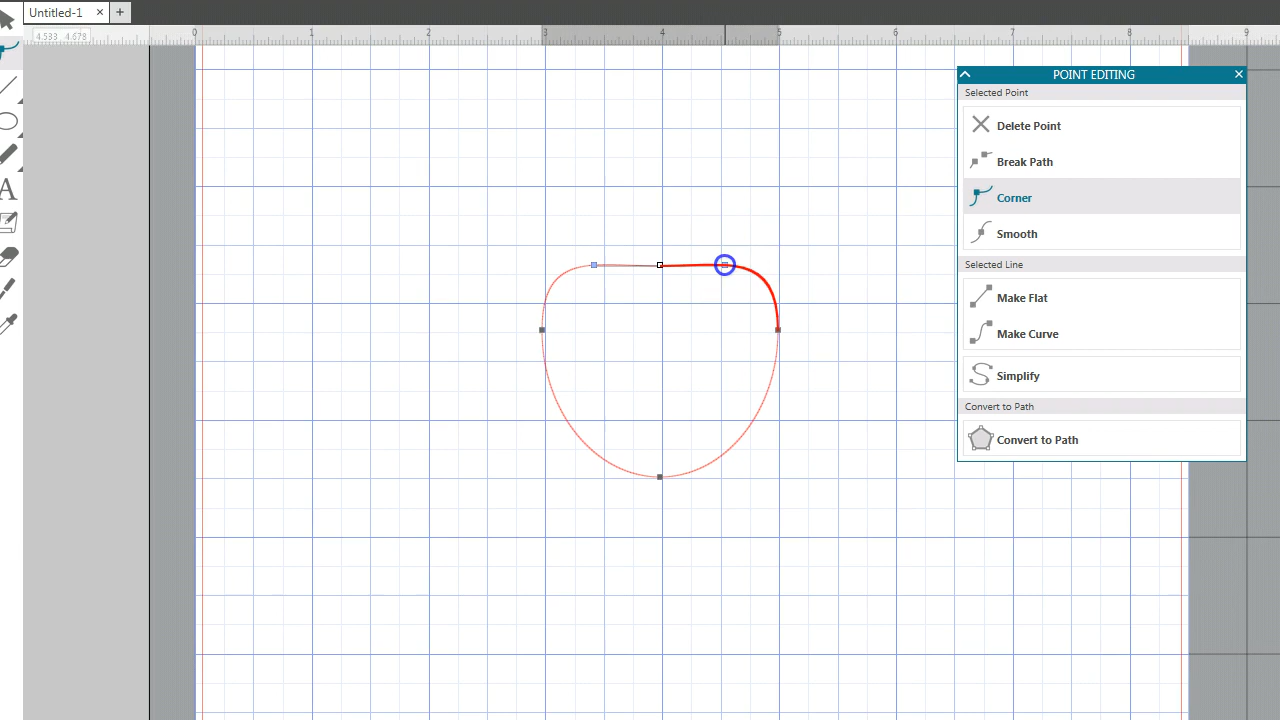 Untitled-1 × +
4.533 4.678
0 1 2 3 4 5 6 7 8 9
POINT EDITING
Selected Point
Delete Point
Break Path
Corner
Smooth
Selected Line
Make Flat
Make Curve
Simplify
Convert to Path
Convert to Path